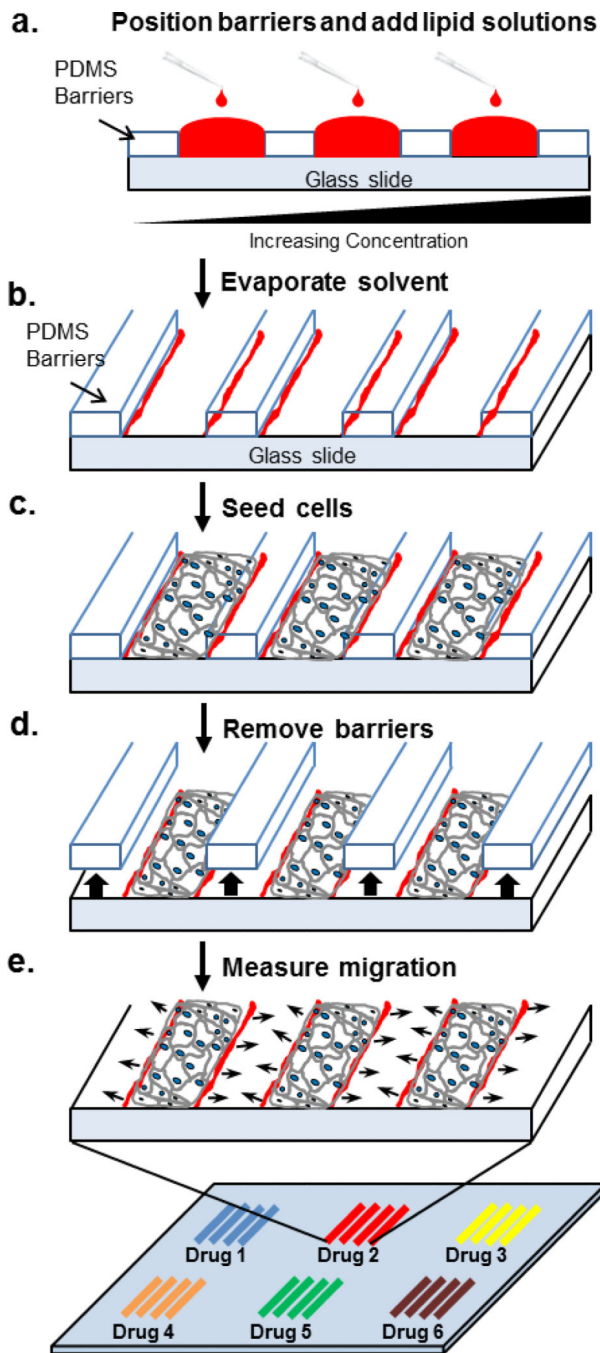 a. Position barriers and add lipid solutions
PDMS
Barriers
Glass slide
Increasing Concentration
Evaporate solvent
b.
PDMS
Barriers
Glass slide
Seed cells
c.
Remove barriers
d.
Measure migration
e.
Drug 1 Drug 2 Drug 3
Drug 4 Drug 5 Drug 6